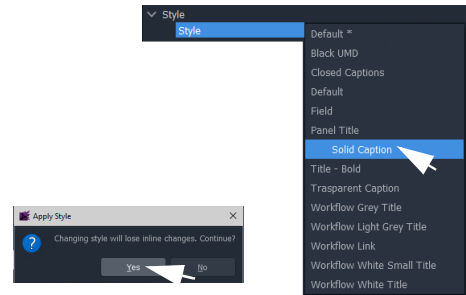 Style
Style
Default *
Black UMD
Closed Captions
Default
Field
Panel Title
Solid Caption
Title - Bold
Trasparent Caption
Workflow Grey Title
Workflow Light Grey Title
Workflow Link
Workflow White Small Title
Workflow White Title
Apply Style
Changing style will lose inline changes. Continue?
Yes
No